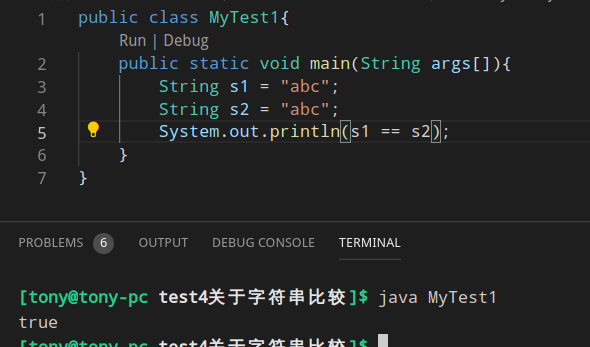 1 public class MyTest1{
Run | Debug
2 public static void main(String args[]){
3 String s1 = "abc";
4 String s2 = "abc";
5 System.out.println(s1 == s2);
6 }
7 }
PROBLEMS 6 OUTPUT DEBUG CONSOLE TERMINAL
[tony@tony-pc test4关于字符串比较]$ java MyTest1
true
[tony@tony-pc test4关于字符串比较]$